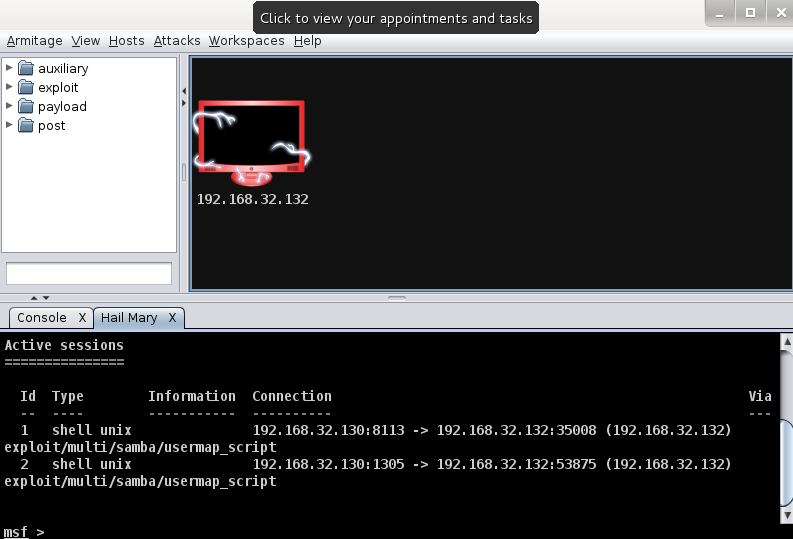 Click to view your appointments and tasks
Armitage View Hosts Attacks Workspaces Help
auxiliary
exploit
payload
post
192.168.32.132
Console X Hail Mary X
Active sessions
===============
Id Type Information Connection Via
-- ---- ----------- ---------- ---
1 shell unix 192.168.32.130:8113 -> 192.168.32.132:35008 (192.168.32.132)
exploit/multi/samba/usermap_script
2 shell unix 192.168.32.130:1305 -> 192.168.32.132:53875 (192.168.32.132)
exploit/multi/samba/usermap_script
msf >